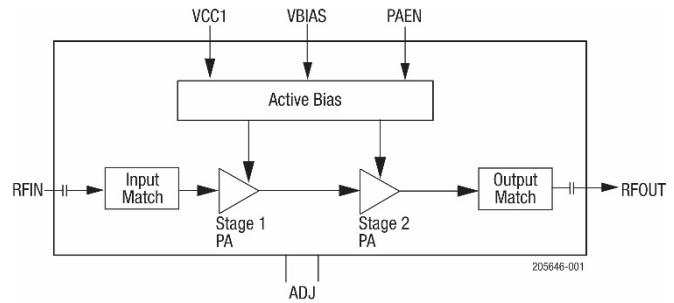 VCC1 VBIAS PAEN
Active Bias
RFIN
Input
Match
Stage 1
PA
Stage 2
PA
Output
Match
RFOUT
205646-001
ADJ